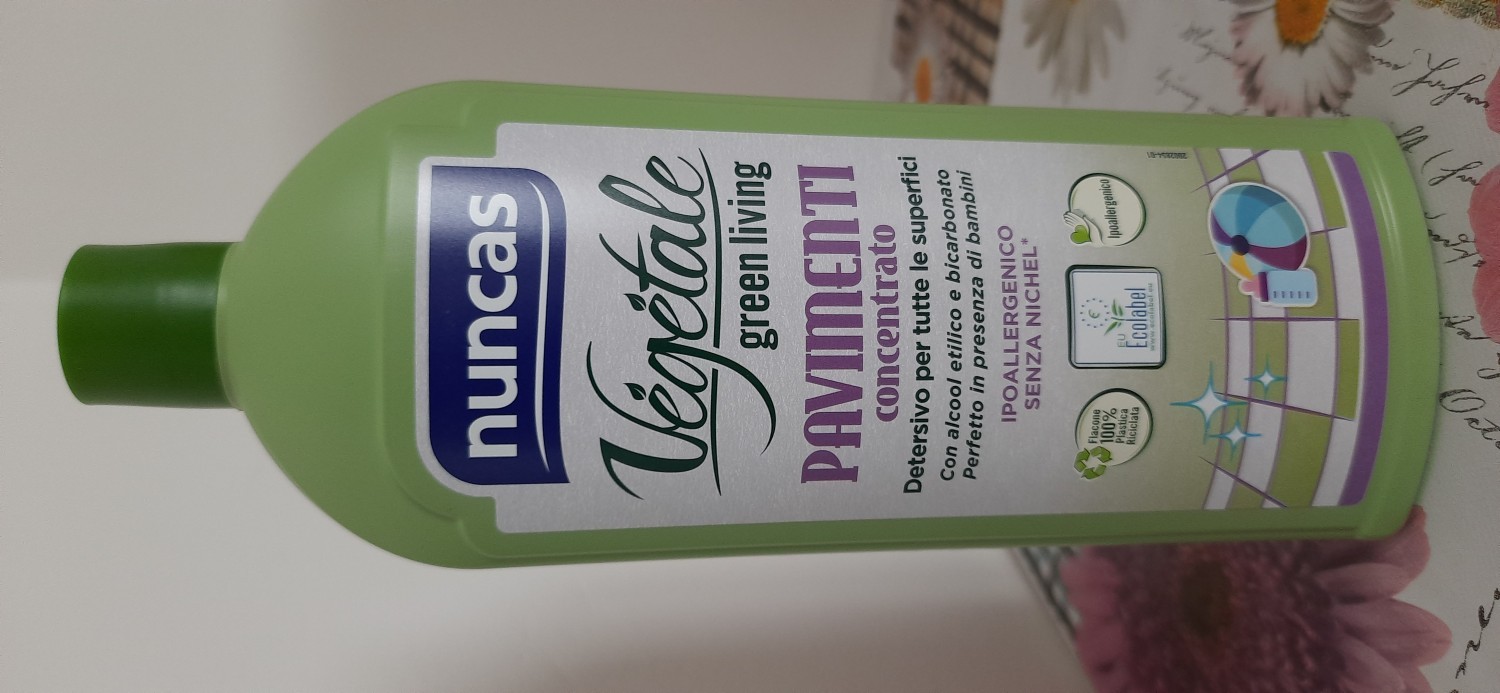 nuncas
Végétale
green living
PAVIMENTI
concentrato
Detersivo per tutte le superfici
Con alcool etilico e bicarbonato
Perfetto in presenza di bambini
IPOALLERGENICO
SENZA NICHEL*
Flacone
100%
Plastica
Riciclata
EU
Ecolabel
www.ecolabel.eu
Ipoallergenico